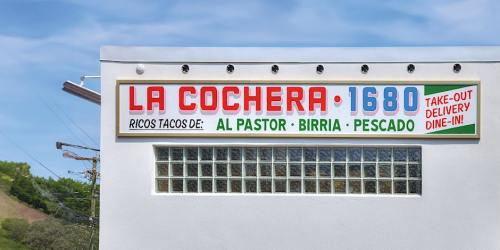 LA COCHERA · 1680
RICOS TACOS DE: AL PASTOR · BIRRIA · PESCADO
TAKE-OUT
DELIVERY
DINE-IN!